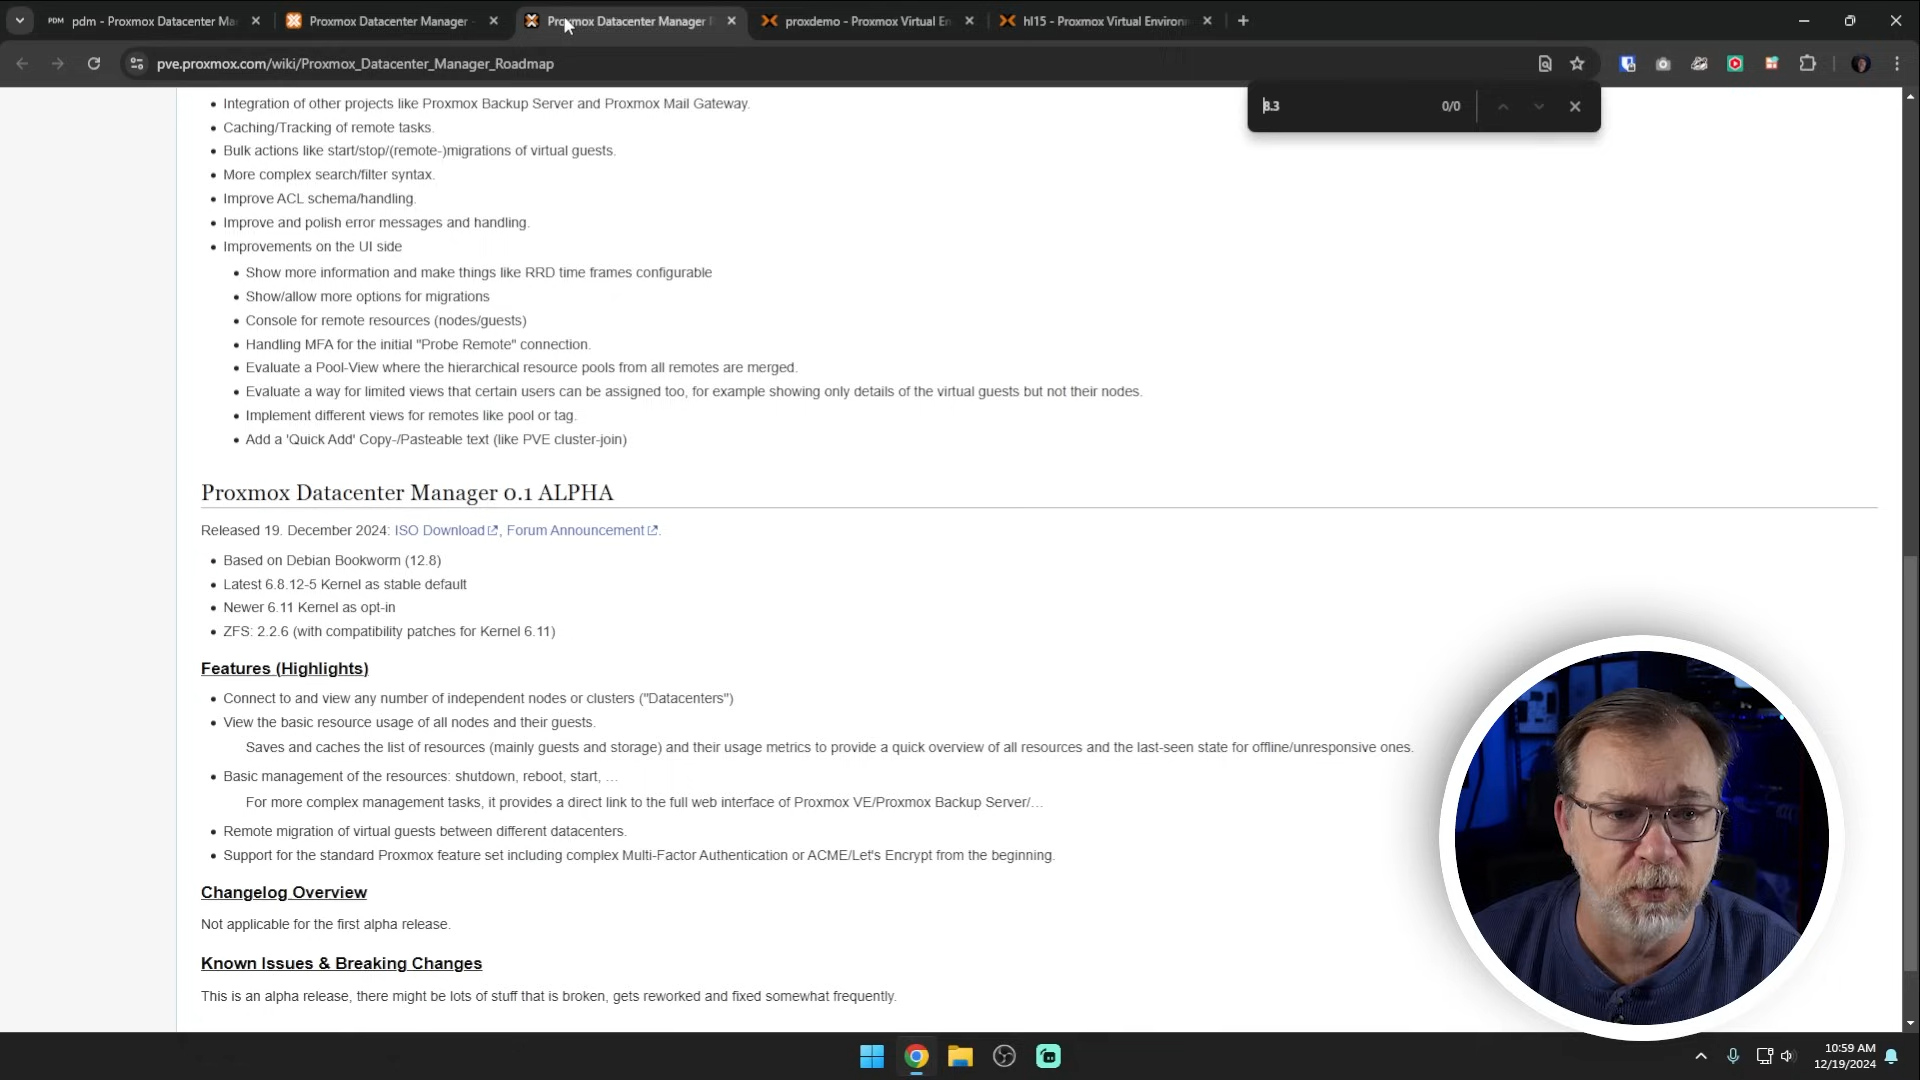 PDM pdm - Proxmox Datacenter Ma
Proxmox Datacenter Manager -
Proxmox Datacenter Manager R
proxdemo - Proxmox Virtual En
hl15 - Proxmox Virtual Environ
pve.proxmox.com/wiki/Proxmox_Datacenter_Manager_Roadmap
8.3 0/0
• Integration of other projects like Proxmox Backup Server and Proxmox Mail Gateway.
• Caching/Tracking of remote tasks.
• Bulk actions like start/stop/(remote-)migrations of virtual guests.
• More complex search/filter syntax.
• Improve ACL schema/handling.
• Improve and polish error messages and handling.
• Improvements on the UI side
• Show more information and make things like RRD time frames configurable
• Show/allow more options for migrations
• Console for remote resources (nodes/guests)
• Handling MFA for the initial "Probe Remote" connection.
• Evaluate a Pool-View where the hierarchical resource pools from all remotes are merged.
• Evaluate a way for limited views that certain users can be assigned too, for example showing only details of the virtual guests but not their nodes.
• Implement different views for remotes like pool or tag.
• Add a 'Quick Add' Copy-/Pasteable text (like PVE cluster-join)
Proxmox Datacenter Manager 0.1 ALPHA
Released 19. December 2024: ISO Download, Forum Announcement.
• Based on Debian Bookworm (12.8)
• Latest 6.8.12-5 Kernel as stable default
• Newer 6.11 Kernel as opt-in
• ZFS: 2.2.6 (with compatibility patches for Kernel 6.11)
Features (Highlights)
• Connect to and view any number of independent nodes or clusters ("Datacenters")
• View the basic resource usage of all nodes and their guests.
Saves and caches the list of resources (mainly guests and storage) and their usage metrics to provide a quick overview of all resources and the last-seen state for offline/unresponsive ones.
• Basic management of the resources: shutdown, reboot, start, …
For more complex management tasks, it provides a direct link to the full web interface of Proxmox VE/Proxmox Backup Server/…
• Remote migration of virtual guests between different datacenters.
• Support for the standard Proxmox feature set including complex Multi-Factor Authentication or ACME/Let's Encrypt from the beginning.
Changelog Overview
Not applicable for the first alpha release.
Known Issues & Breaking Changes
This is an alpha release, there might be lots of stuff that is broken, gets reworked and fixed somewhat frequently.
10:59 AM
12/19/2024